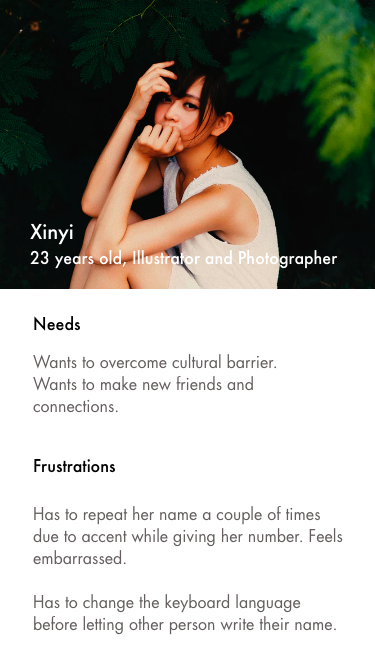 Xinyi
23 years old, Illustrator and Photographer
Needs
Wants to overcome cultural barrier.
Wants to make new friends and
connections.
Frustrations
Has to repeat her name a couple of times
due to accent while giving her number. Feels
embarrassed.
Has to change the keyboard language
before letting other person write their name.